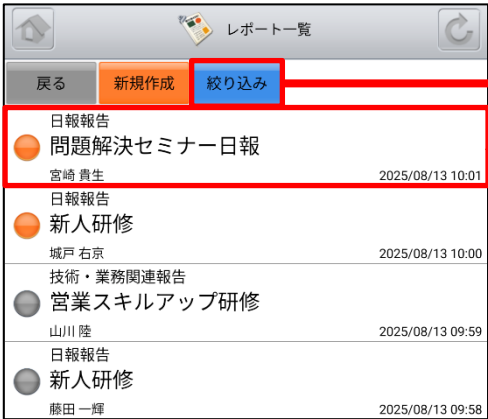 レポート一覧
戻る 新規作成 絞り込み
日報報告
問題解決セミナー日報
宮崎 貴生 2025/08/13 10:01
日報報告
新人研修
城戸 右京 2025/08/13 10:00
技術・業務関連報告
営業スキルアップ研修
山川 陸 2025/08/13 09:59
日報報告
新人研修
藤田 一輝 2025/08/13 09:58